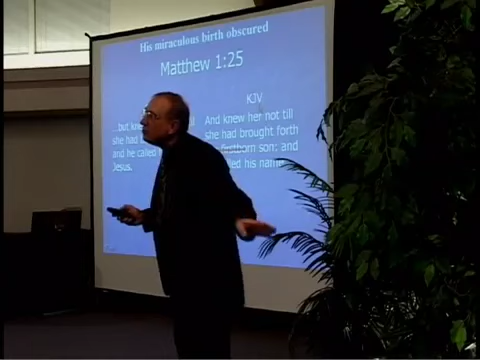 His miraculous birth obscured
Matthew 1:25
KJV
...but
she had
and he called
Jesus.
And knew her not till
she had brought forth
firstborn son: and
his name